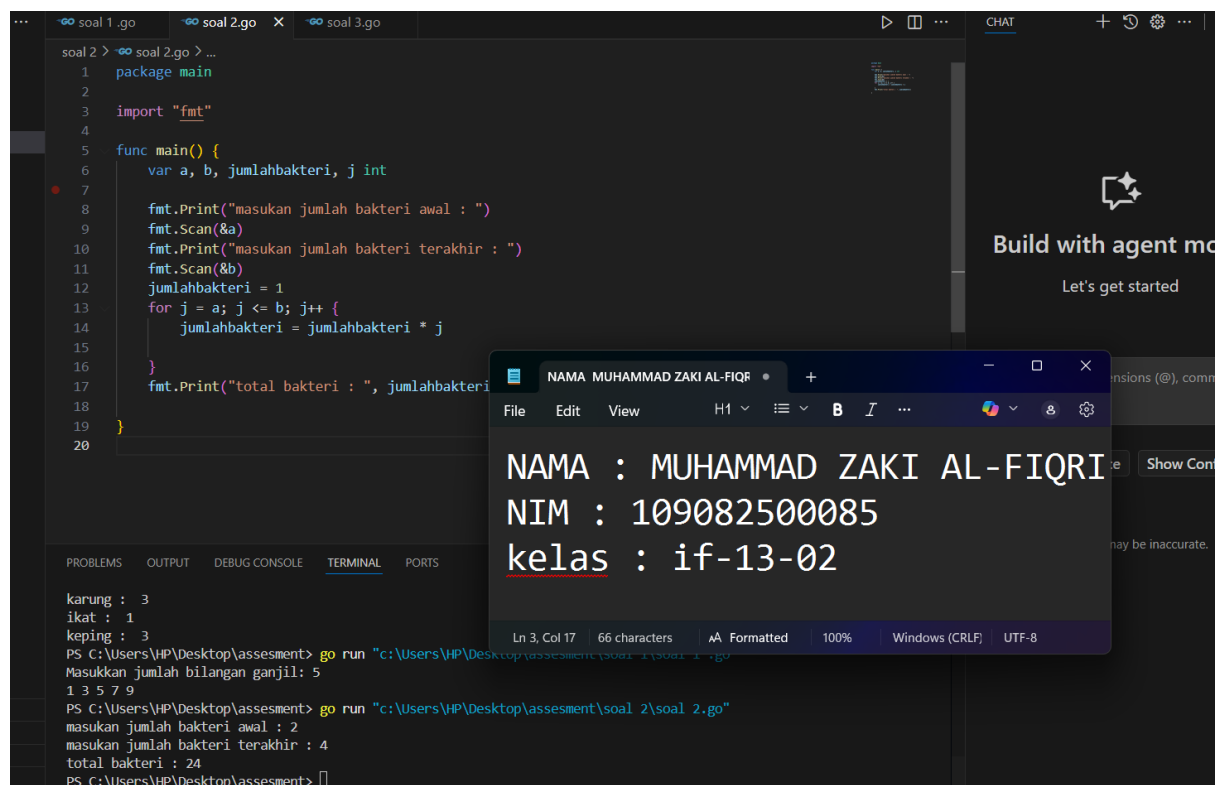 soal 1 .go soal 2.go soal 3.go CHAT
soal 2 > soal 2.go > ...
1 package main
2
3 import "fmt"
4
5 func main() {
6 var a, b, jumlahbakteri, j int
7
8 fmt.Print("masukan jumlah bakteri awal : ")
9 fmt.Scan(&a)
10 fmt.Print("masukan jumlah bakteri terakhir : ")
11 fmt.Scan(&b)
12 jumlahbakteri = 1
13 for j = a; j <= b; j++ {
14 jumlahbakteri = jumlahbakteri * j
15
16 }
17 fmt.Print("total bakteri : ", jumlahbakteri
18
19 }
20
Build with agent mo
Let's get started
ensions (@), comm
Show Conf
may be inaccurate.
NAMA MUHAMMAD ZAKI AL-FIQR
File Edit View H1 B I ...
NAMA : MUHAMMAD ZAKI AL-FIQRI
NIM : 109082500085
kelas : if-13-02
Ln 3, Col 17 66 characters Formatted 100% Windows (CRLF) UTF-8
PROBLEMS OUTPUT DEBUG CONSOLE TERMINAL PORTS
karung : 3
ikat : 1
keping : 3
PS C:\Users\HP\Desktop\assesment> go run "c:\Users\HP\Desktop\assesment\soal 1\soal 1 .go"
Masukkan jumlah bilangan ganjil: 5
1 3 5 7 9
PS C:\Users\HP\Desktop\assesment> go run "c:\Users\HP\Desktop\assesment\soal 2\soal 2.go"
masukan jumlah bakteri awal : 2
masukan jumlah bakteri terakhir : 4
total bakteri : 24
PS C:\Users\HP\Desktop\assesment>